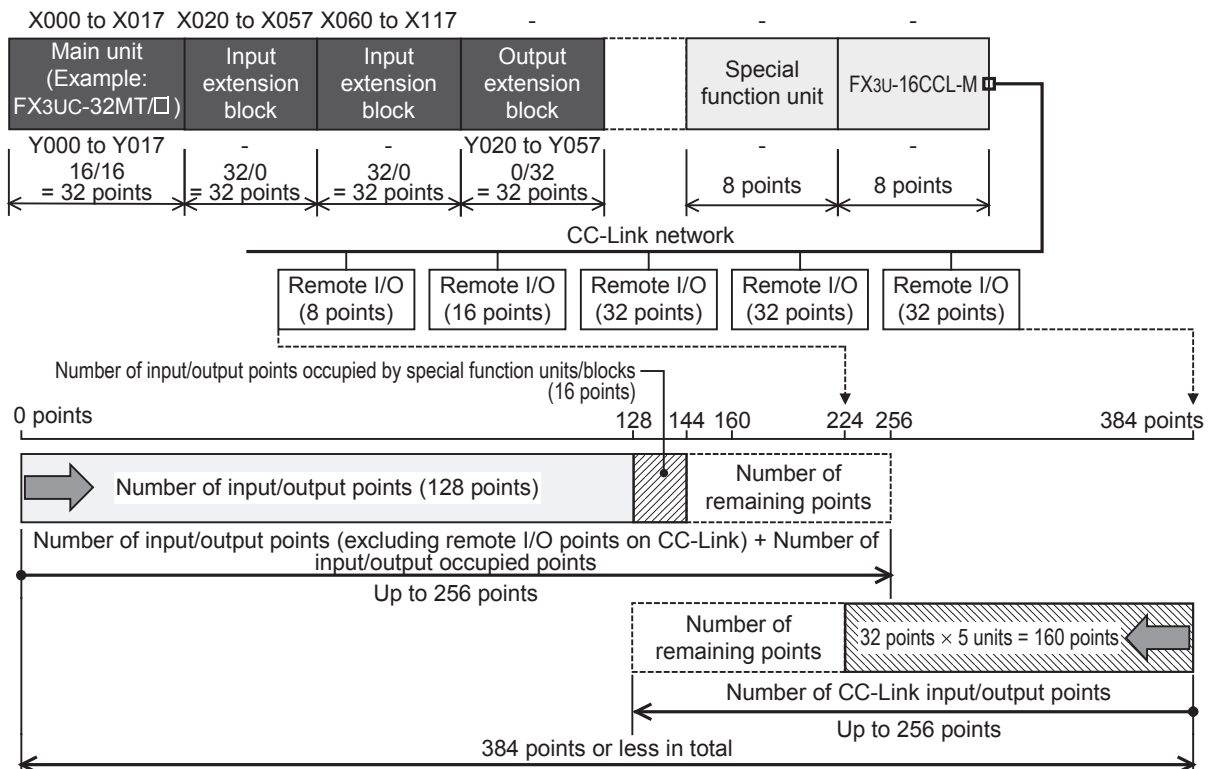 X000 to X017 X020 to X057 X060 to X117 - - -
Main unit
(Example:
FX3UC-32MT/□)
Input
extension
block
Input
extension
block
Output
extension
block
Special
function unit
FX3U-16CCL-M
Y000 to Y017 - - Y020 to Y057 - -
16/16
= 32 points
32/0
= 32 points
32/0
= 32 points
0/32
= 32 points
8 points
8 points
CC-Link network
Remote I/O
(8 points)
Remote I/O
(16 points)
Remote I/O
(32 points)
Remote I/O
(32 points)
Remote I/O
(32 points)
Number of input/output points occupied by special function units/blocks
(16 points)
0 points 128 144 160 224 256 384 points
Number of input/output points (128 points)
Number of
remaining points
Number of input/output points (excluding remote I/O points on CC-Link) + Number of
input/output occupied points
Up to 256 points
Number of
remaining points
32 points × 5 units = 160 points
Number of CC-Link input/output points
Up to 256 points
384 points or less in total